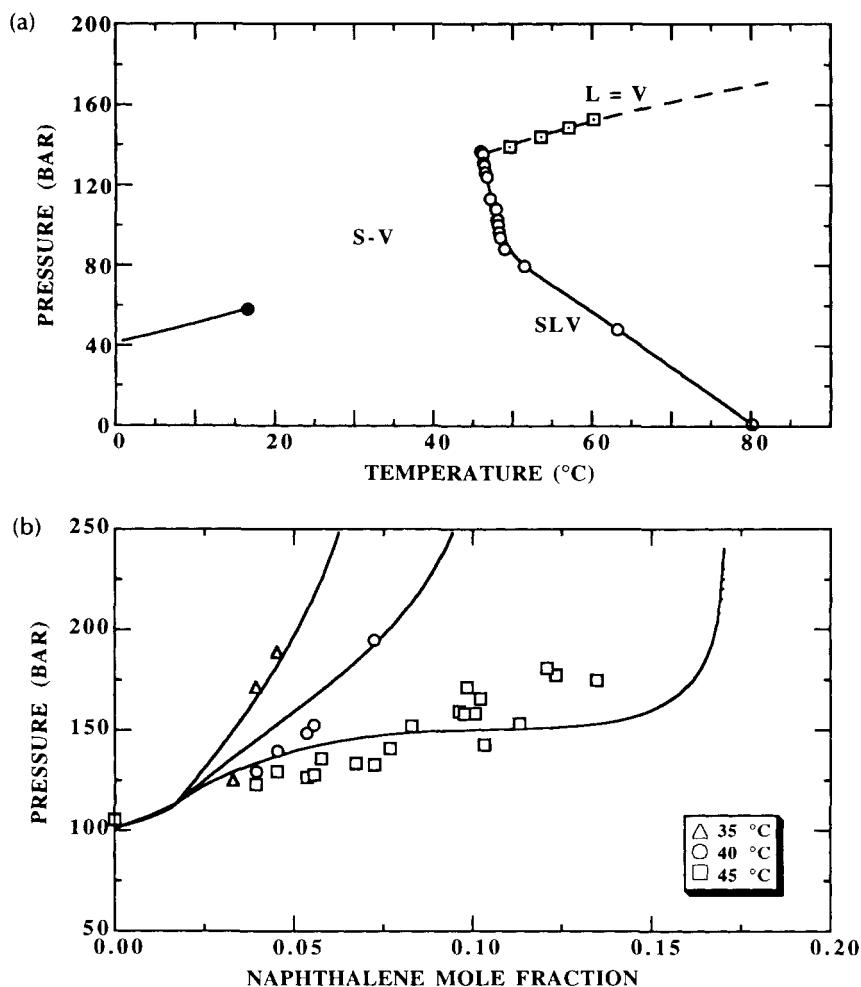 (a)
200
160
120
80
40
0
PRESSURE (BAR)
L = V
S-V
SLV
0 20 40 60 80
TEMPERATURE (°C)
(b)
250
200
150
100
50
PRESSURE (BAR)
35 °C
40 °C
45 °C
0.00 0.05 0.10 0.15 0.20
NAPHTHALENE MOLE FRACTION